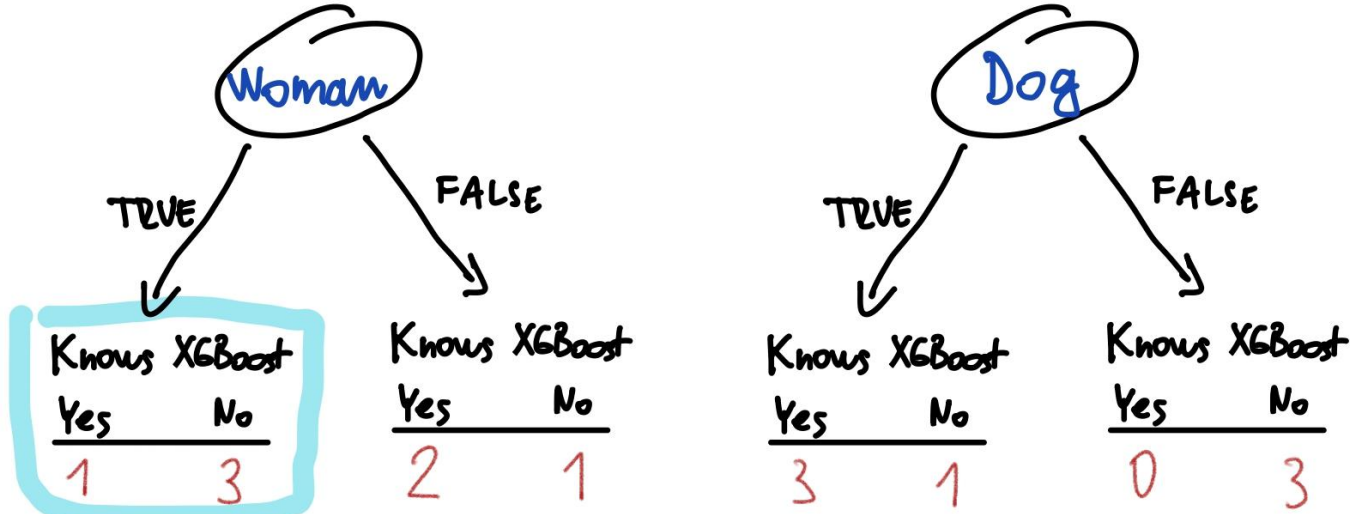 Woman
TRUE
FALSE
Knows XGBoost
Yes No
1 3
Knows XGBoost
Yes No
2 1
Dog
TRUE
FALSE
Knows XGBoost
Yes No
3 1
Knows XGBoost
Yes No
0 3